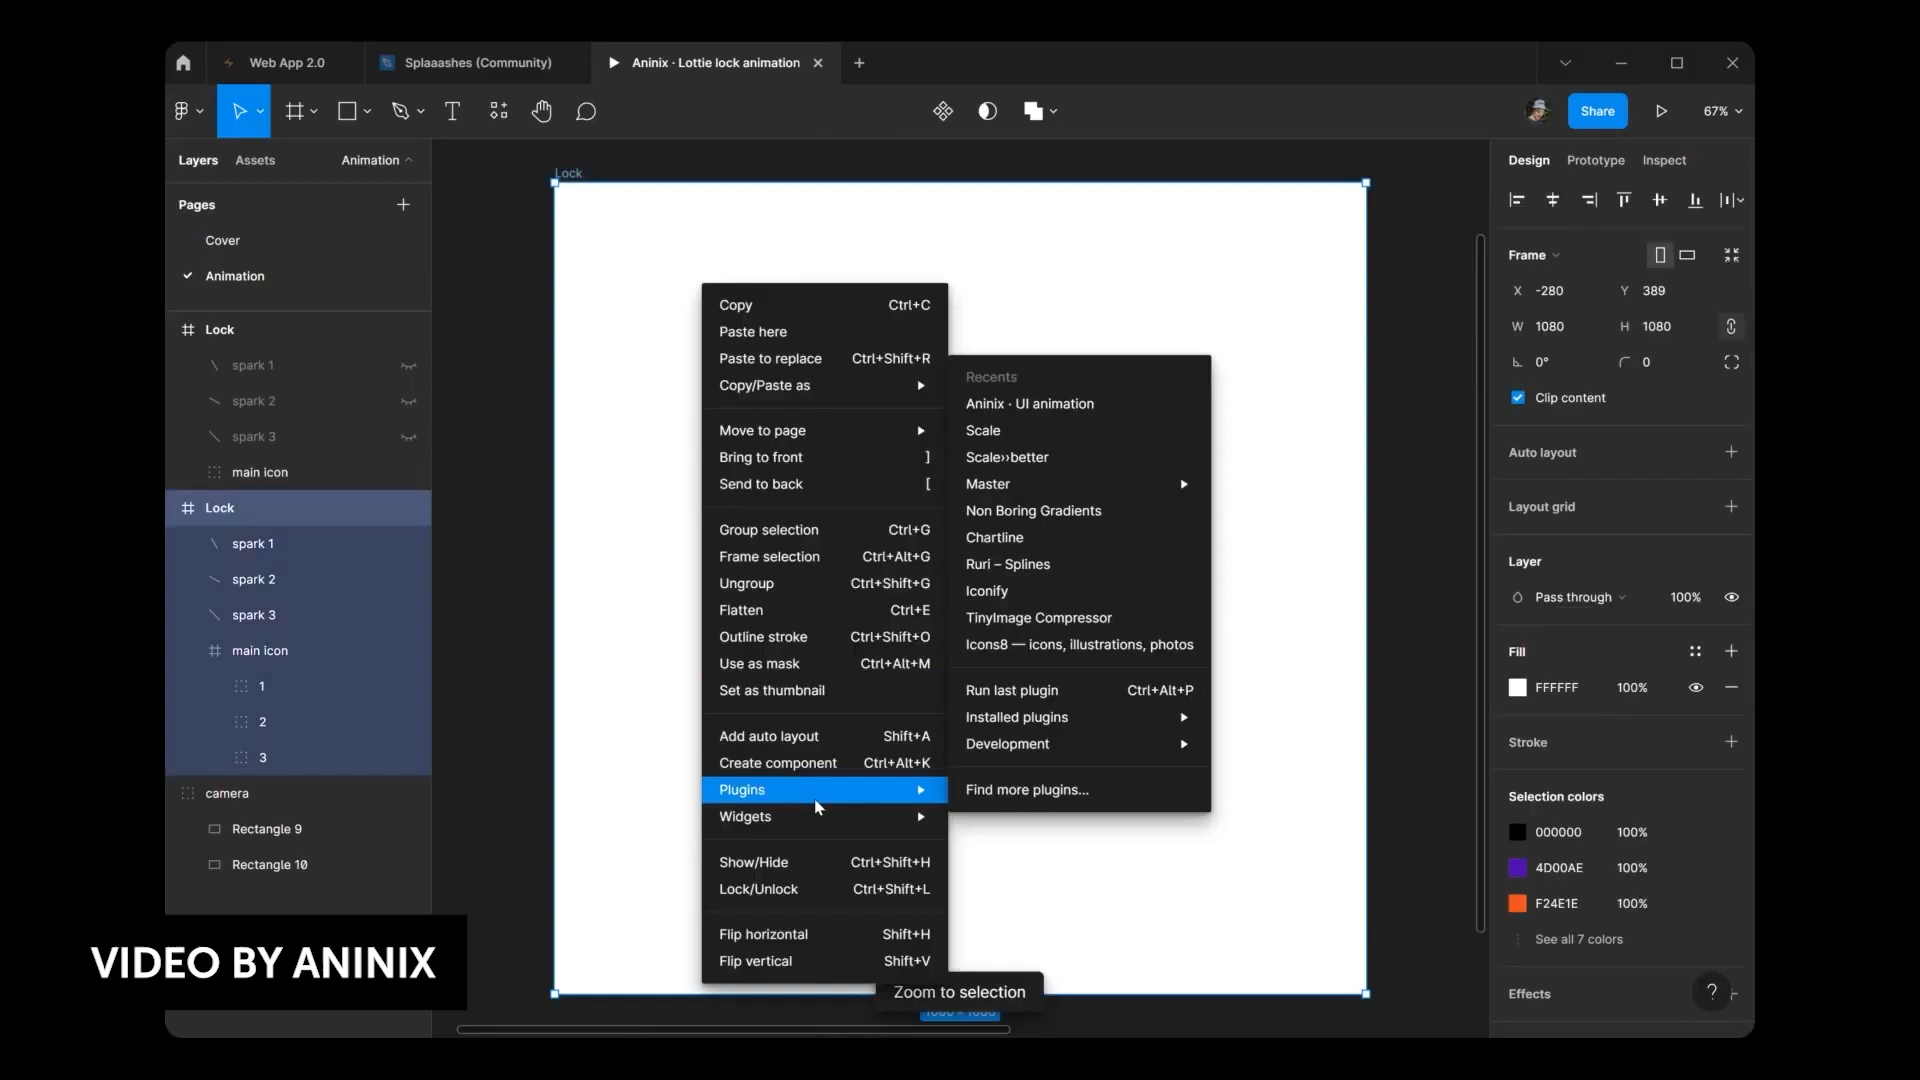 Web App 2.0
Splaaashes (Community)
Aninix · Lottie lock animation
Share
67%
Layers
Assets
Animation
Pages
Cover
Animation
Lock
spark 1
spark 2
spark 3
main icon
Lock
spark 1
spark 2
spark 3
main icon
1
2
3
camera
Rectangle 9
Rectangle 10
VIDEO BY ANINIX
Lock
Copy Ctrl+C
Paste here
Paste to replace Ctrl+Shift+R
Copy/Paste as
Move to page
Bring to front ]
Send to back [
Group selection Ctrl+G
Frame selection Ctrl+Alt+G
Ungroup Ctrl+Shift+G
Flatten Ctrl+E
Outline stroke Ctrl+Shift+O
Use as mask Ctrl+Alt+M
Set as thumbnail
Add auto layout Shift+A
Create component Ctrl+Alt+K
Plugins
Widgets
Show/Hide Ctrl+Shift+H
Lock/Unlock Ctrl+Shift+L
Flip horizontal Shift+H
Flip vertical Shift+V
Recents
Aninix · UI animation
Scale
Scale››better
Master
Non Boring Gradients
Chartline
Ruri – Splines
Iconify
TinyImage Compressor
Icons8 — icons, illustrations, photos
Run last plugin Ctrl+Alt+P
Installed plugins
Development
Find more plugins...
Zoom to selection
Design
Prototype
Inspect
Frame
X -280 Y 389
W 1080 H 1080
0° 0
Clip content
Auto layout
Layout grid
Layer
Pass through 100%
Fill
FFFFFF 100%
Stroke
Selection colors
000000 100%
4D00AE 100%
F24E1E 100%
See all 7 colors
Effects
?